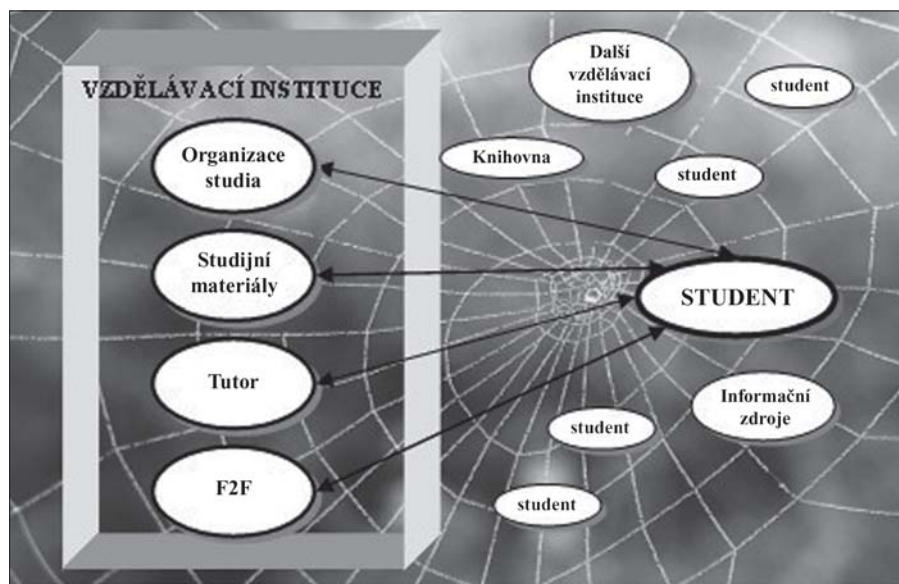 VZDĚLÁVACÍ INSTITUCE
Organizace
studia
Studijní
materiály
Tutor
F2F
Další
vzdělávací
instituce
student
Knihovna
student
STUDENT
Informační
zdroje
student
student